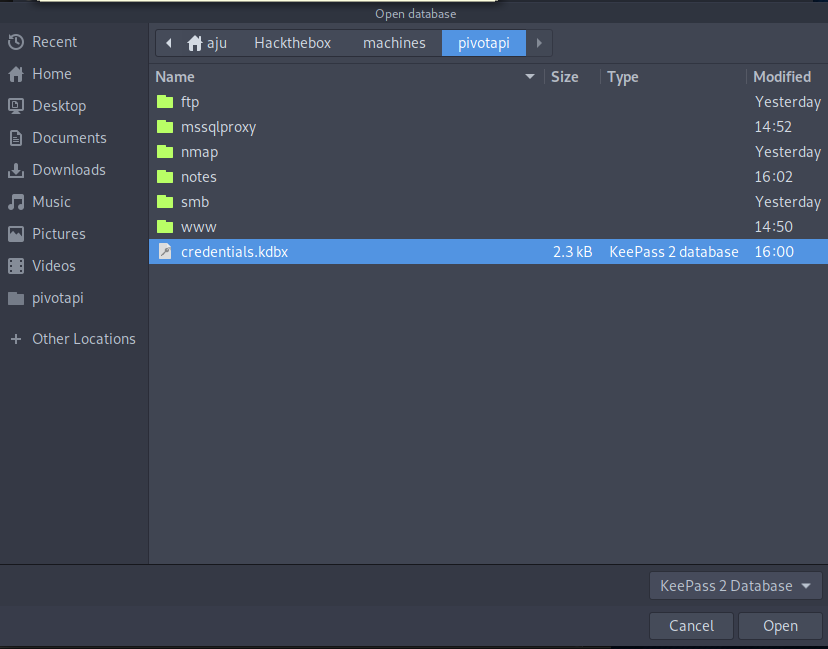 Open database
Recent
Home
Desktop
Documents
Downloads
Music
Pictures
Videos
pivotapi
+ Other Locations
aju Hackthebox machines pivotapi
Name Size Type Modified
ftp Yesterday
mssqlproxy 14:52
nmap Yesterday
notes 16:02
smb Yesterday
www 14:50
credentials.kdbx 2.3 kB KeePass 2 database 16:00
KeePass 2 Database
Cancel Open